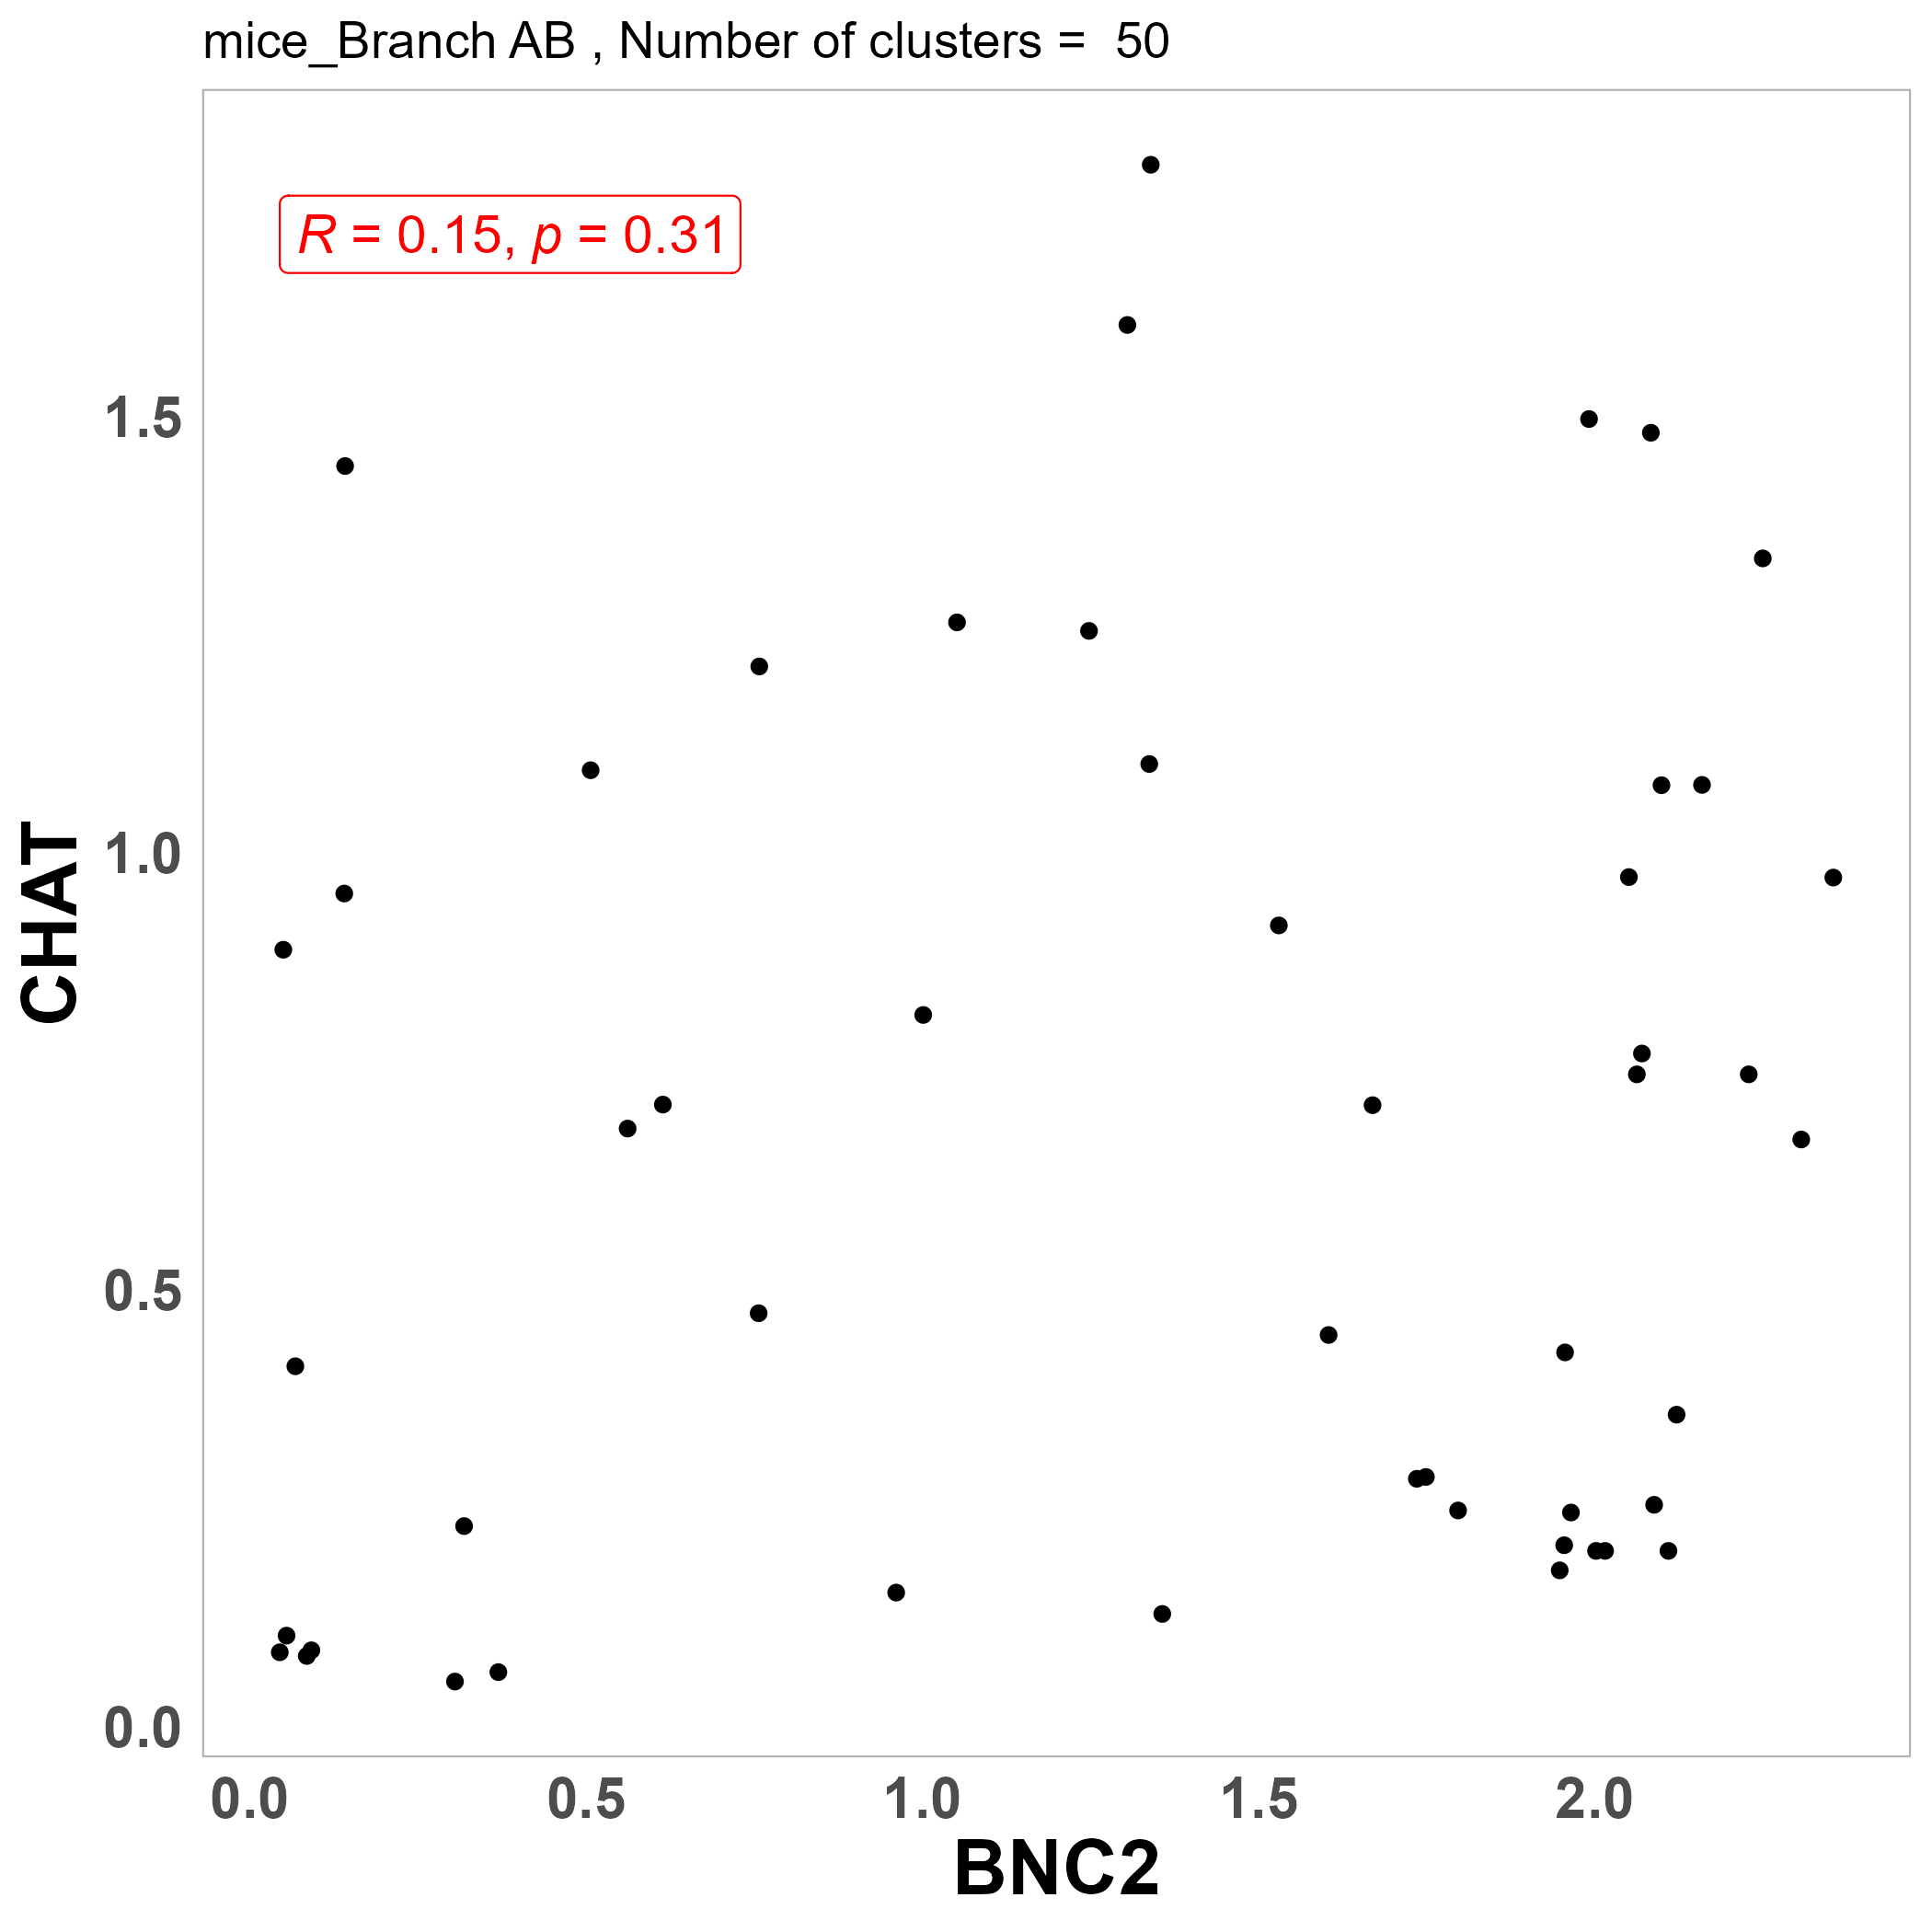 mice_Branch AB , Number of clusters =  50
R = 0.15, p = 0.31
1.5
1.0
0.5
0.0
CHAT
0.0 0.5 1.0 1.5 2.0
BNC2